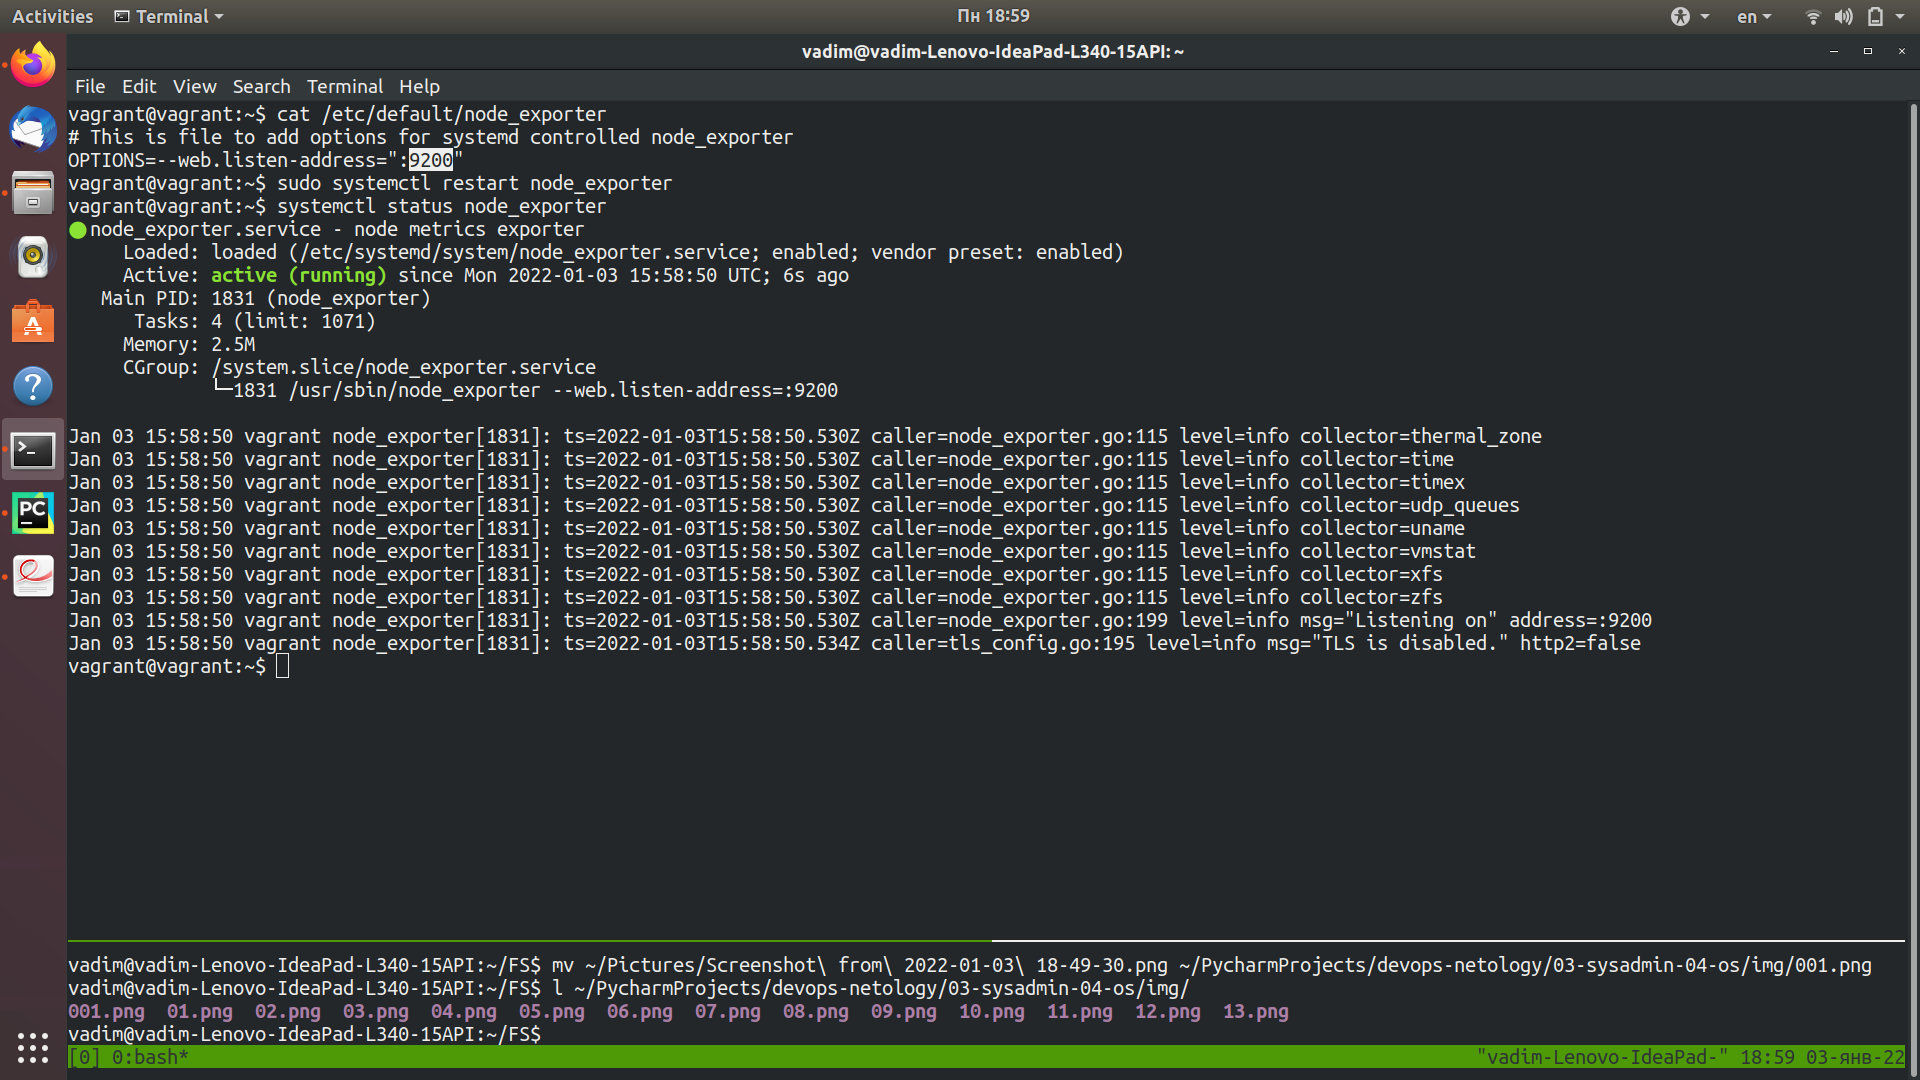 Activities Terminal Пн 18:59 en
vadim@vadim-Lenovo-IdeaPad-L340-15API: ~
File Edit View Search Terminal Help
vagrant@vagrant:~$ cat /etc/default/node_exporter
# This is file to add options for systemd controlled node_exporter
OPTIONS=--web.listen-address=":9200"
vagrant@vagrant:~$ sudo systemctl restart node_exporter
vagrant@vagrant:~$ systemctl status node_exporter
● node_exporter.service - node metrics exporter
Loaded: loaded (/etc/systemd/system/node_exporter.service; enabled; vendor preset: enabled)
Active: active (running) since Mon 2022-01-03 15:58:50 UTC; 6s ago
Main PID: 1831 (node_exporter)
Tasks: 4 (limit: 1071)
Memory: 2.5M
CGroup: /system.slice/node_exporter.service
└─1831 /usr/sbin/node_exporter --web.listen-address=:9200
Jan 03 15:58:50 vagrant node_exporter[1831]: ts=2022-01-03T15:58:50.530Z caller=node_exporter.go:115 level=info collector=thermal_zone
Jan 03 15:58:50 vagrant node_exporter[1831]: ts=2022-01-03T15:58:50.530Z caller=node_exporter.go:115 level=info collector=time
Jan 03 15:58:50 vagrant node_exporter[1831]: ts=2022-01-03T15:58:50.530Z caller=node_exporter.go:115 level=info collector=timex
Jan 03 15:58:50 vagrant node_exporter[1831]: ts=2022-01-03T15:58:50.530Z caller=node_exporter.go:115 level=info collector=udp_queues
Jan 03 15:58:50 vagrant node_exporter[1831]: ts=2022-01-03T15:58:50.530Z caller=node_exporter.go:115 level=info collector=uname
Jan 03 15:58:50 vagrant node_exporter[1831]: ts=2022-01-03T15:58:50.530Z caller=node_exporter.go:115 level=info collector=vmstat
Jan 03 15:58:50 vagrant node_exporter[1831]: ts=2022-01-03T15:58:50.530Z caller=node_exporter.go:115 level=info collector=xfs
Jan 03 15:58:50 vagrant node_exporter[1831]: ts=2022-01-03T15:58:50.530Z caller=node_exporter.go:115 level=info collector=zfs
Jan 03 15:58:50 vagrant node_exporter[1831]: ts=2022-01-03T15:58:50.530Z caller=node_exporter.go:199 level=info msg="Listening on" address=:9200
Jan 03 15:58:50 vagrant node_exporter[1831]: ts=2022-01-03T15:58:50.534Z caller=tls_config.go:195 level=info msg="TLS is disabled." http2=false
vagrant@vagrant:~$
vadim@vadim-Lenovo-IdeaPad-L340-15API:~/FS$ mv ~/Pictures/Screenshot\ from\ 2022-01-03\ 18-49-30.png ~/PycharmProjects/devops-netology/03-sysadmin-04-os/img/001.png
vadim@vadim-Lenovo-IdeaPad-L340-15API:~/FS$ l ~/PycharmProjects/devops-netology/03-sysadmin-04-os/img/
001.png 01.png 02.png 03.png 04.png 05.png 06.png 07.png 08.png 09.png 10.png 11.png 12.png 13.png
vadim@vadim-Lenovo-IdeaPad-L340-15API:~/FS$
[0] 0:bash* "vadim-Lenovo-IdeaPad-" 18:59 03-янв-22
PC